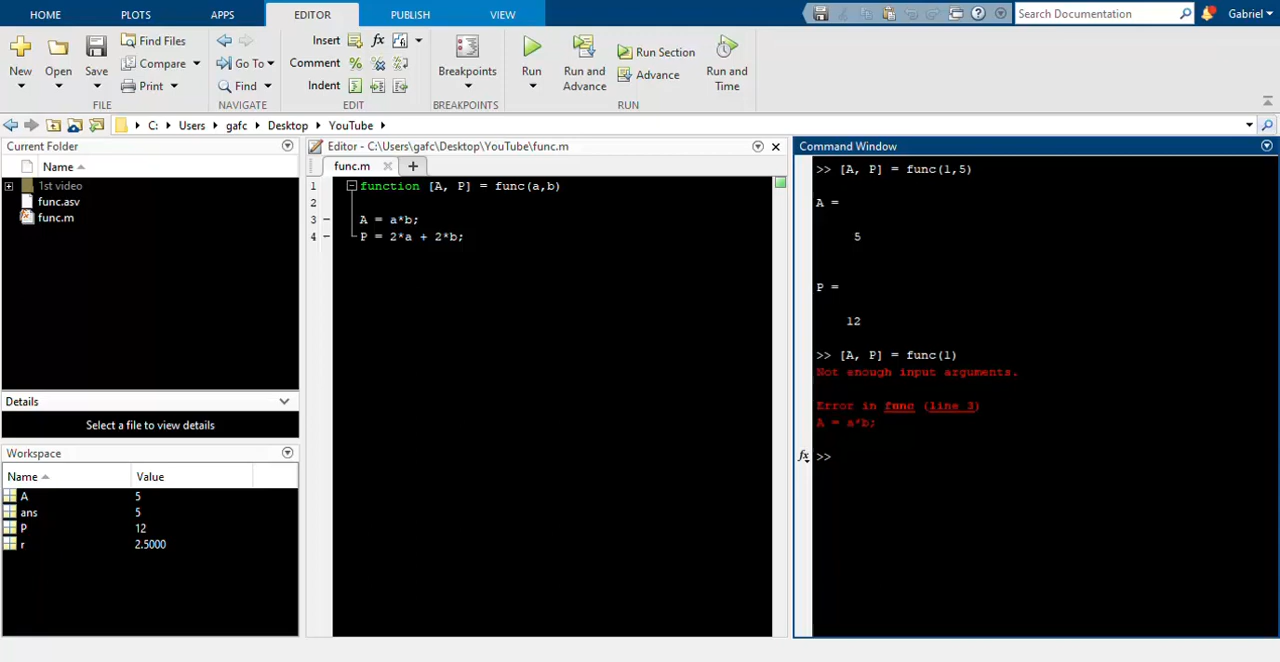 HOME PLOTS APPS EDITOR PUBLISH VIEW Search Documentation Gabriel
New Open Save Find Files Compare Print Go To Find Insert fx Comment % Indent Breakpoints Run Run and Advance Run Section Advance Run and Time
FILE NAVIGATE EDIT BREAKPOINTS RUN
C: Users gafc Desktop YouTube
Current Folder
Name
1st video
func.asv
func.m
Details
Select a file to view details
Workspace
Name Value
A 5
ans 5
P 12
r 2.5000
Editor - C:\Users\gafc\Desktop\YouTube\func.m
func.m
1 function [A, P] = func(a,b)
2
3 A = a*b;
4 P = 2*a + 2*b;
Command Window
>> [A, P] = func(1,5)
A =
5
P =
12
>> [A, P] = func(1)
Not enough input arguments.
Error in func (line 3)
A = a*b;
fx >>